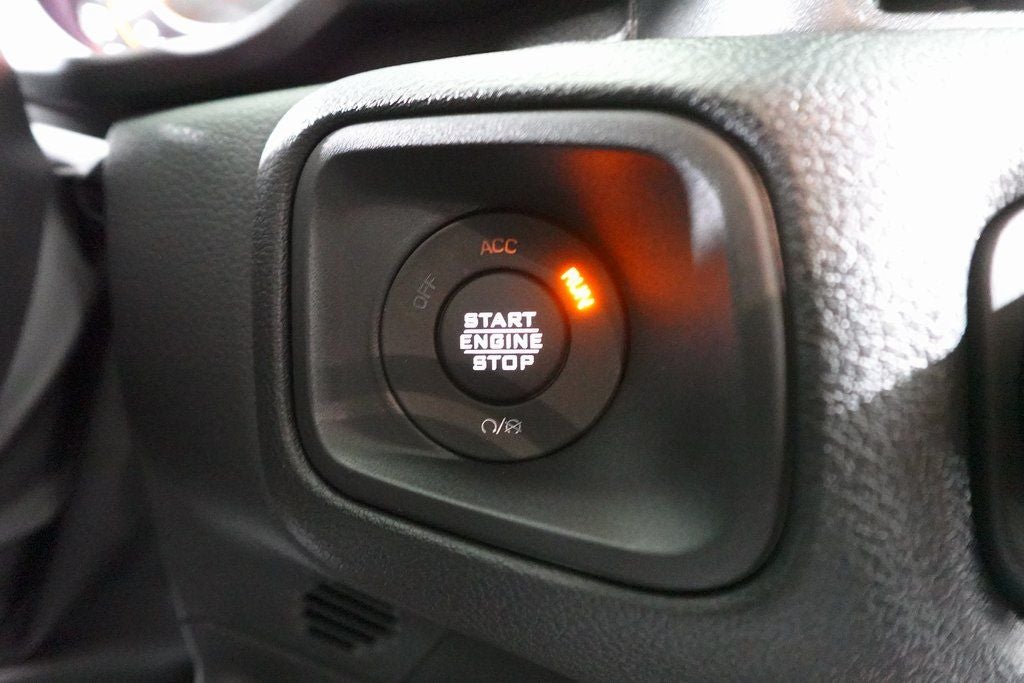 ACC
OFF
RUN
START
ENGINE
STOP